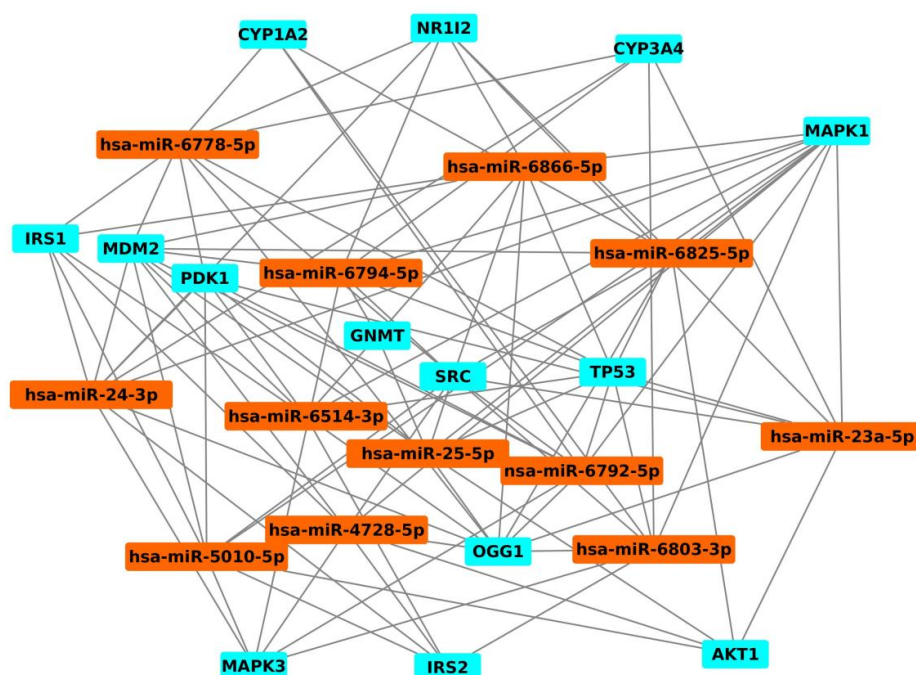 CYP1A2
NR1I2
CYP3A4
MAPK1
hsa-miR-6778-5p
hsa-miR-6866-5p
IRS1
MDM2
hsa-miR-6825-5p
PDK1
hsa-miR-6794-5p
GNMT
SRC
TP53
hsa-miR-24-3p
hsa-miR-6514-3p
hsa-miR-23a-5p
hsa-miR-25-5p
hsa-miR-6792-5p
hsa-miR-4728-5p
hsa-miR-5010-5p
OGG1
hsa-miR-6803-3p
MAPK3
IRS2
AKT1